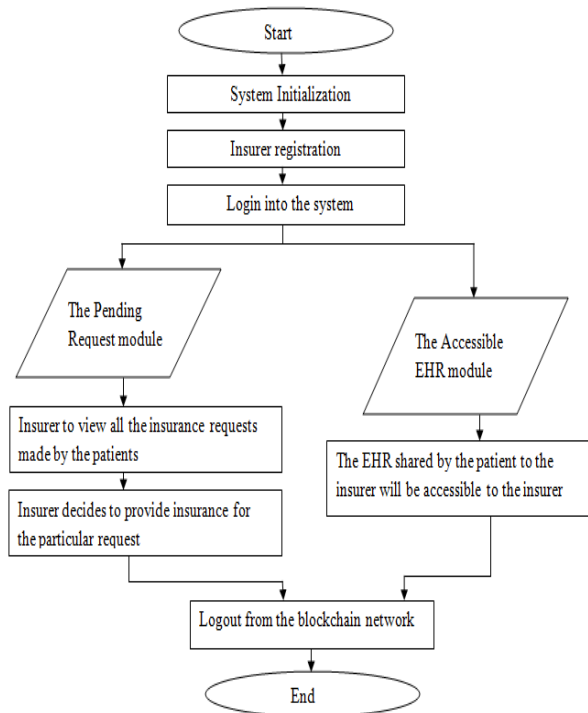 Start
System Initialization
Insurer registration
Login into the system
The Pending
Request module
Insurer to view all the insurance requests
made by the patients
Insurer decides to provide insurance for
the particular request
The Accessible
EHR module
The EHR shared by the patient to the
insurer will be accessible to the insurer
Logout from the blockchain network
End